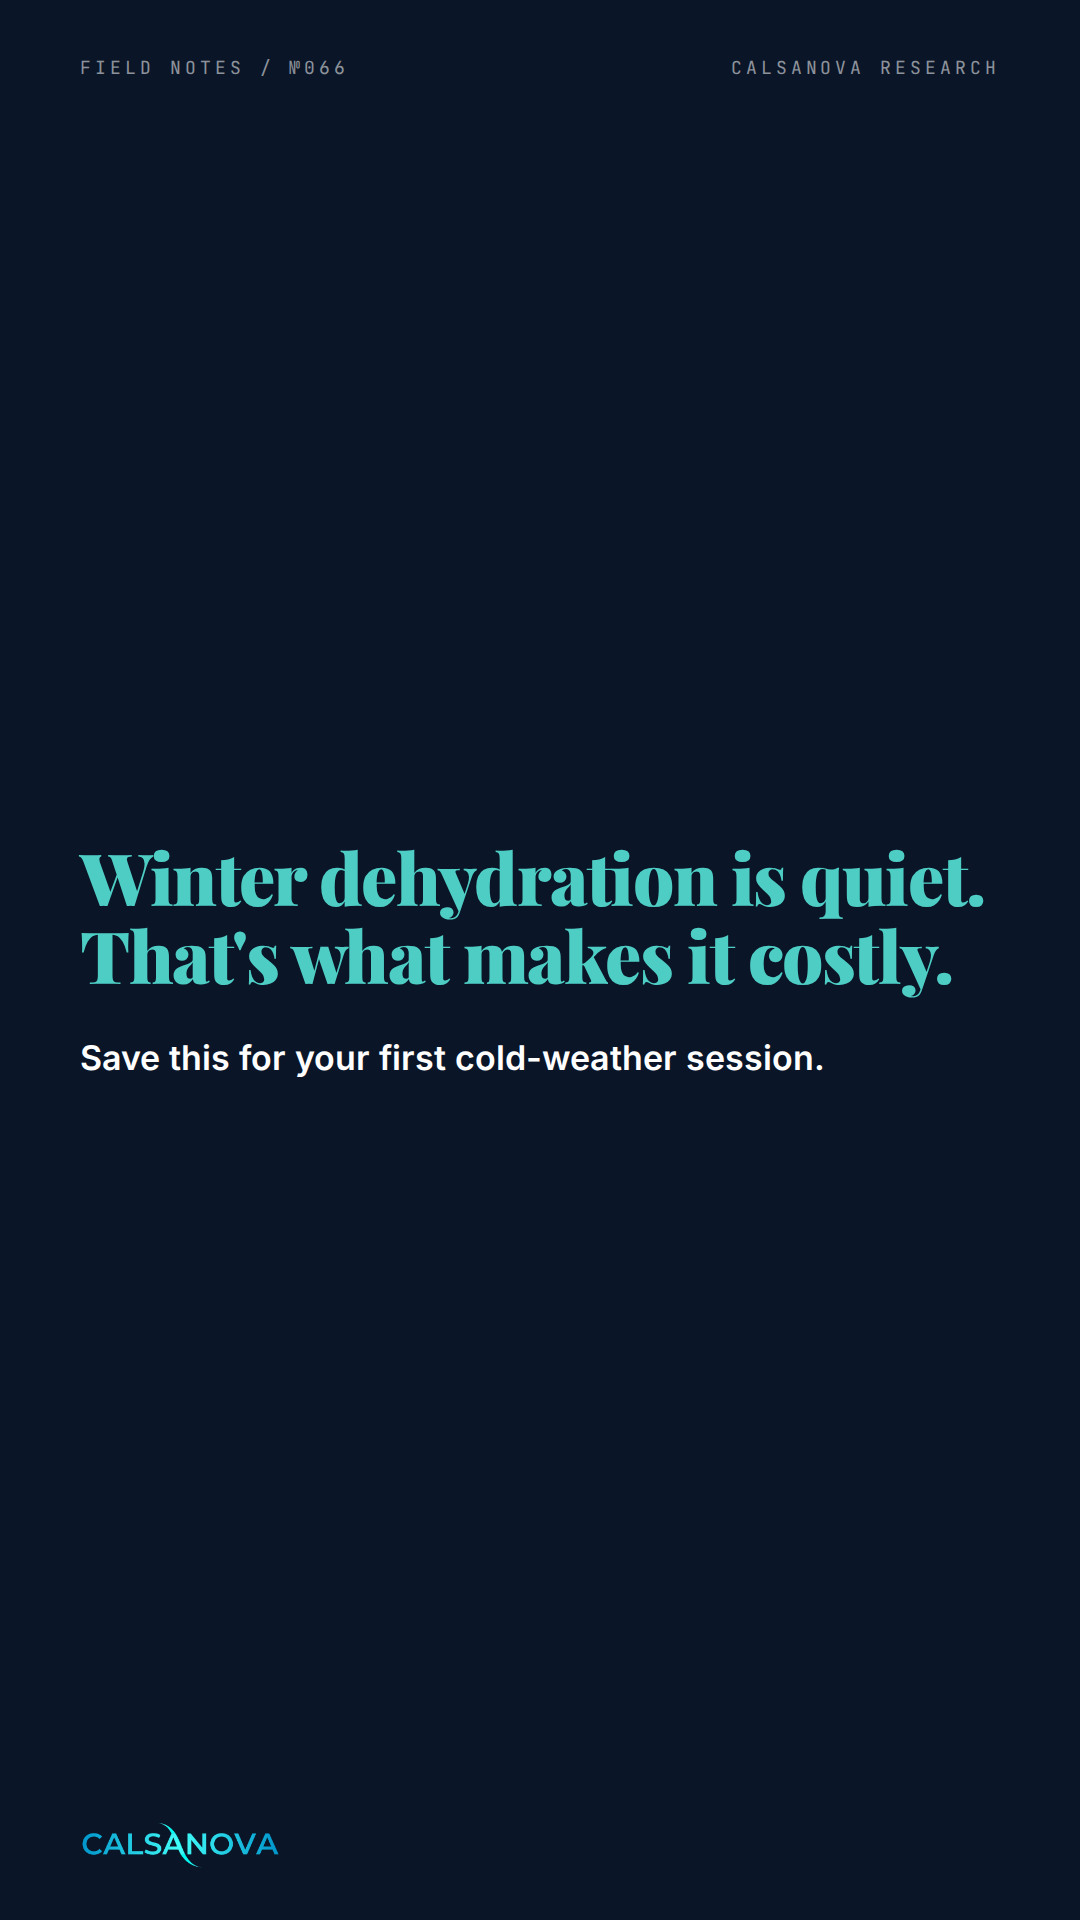 FIELD NOTES / №066
CALSANOVA RESEARCH
Winter dehydration is quiet.
That's what makes it costly.
Save this for your first cold-weather session.
CALSANOVA